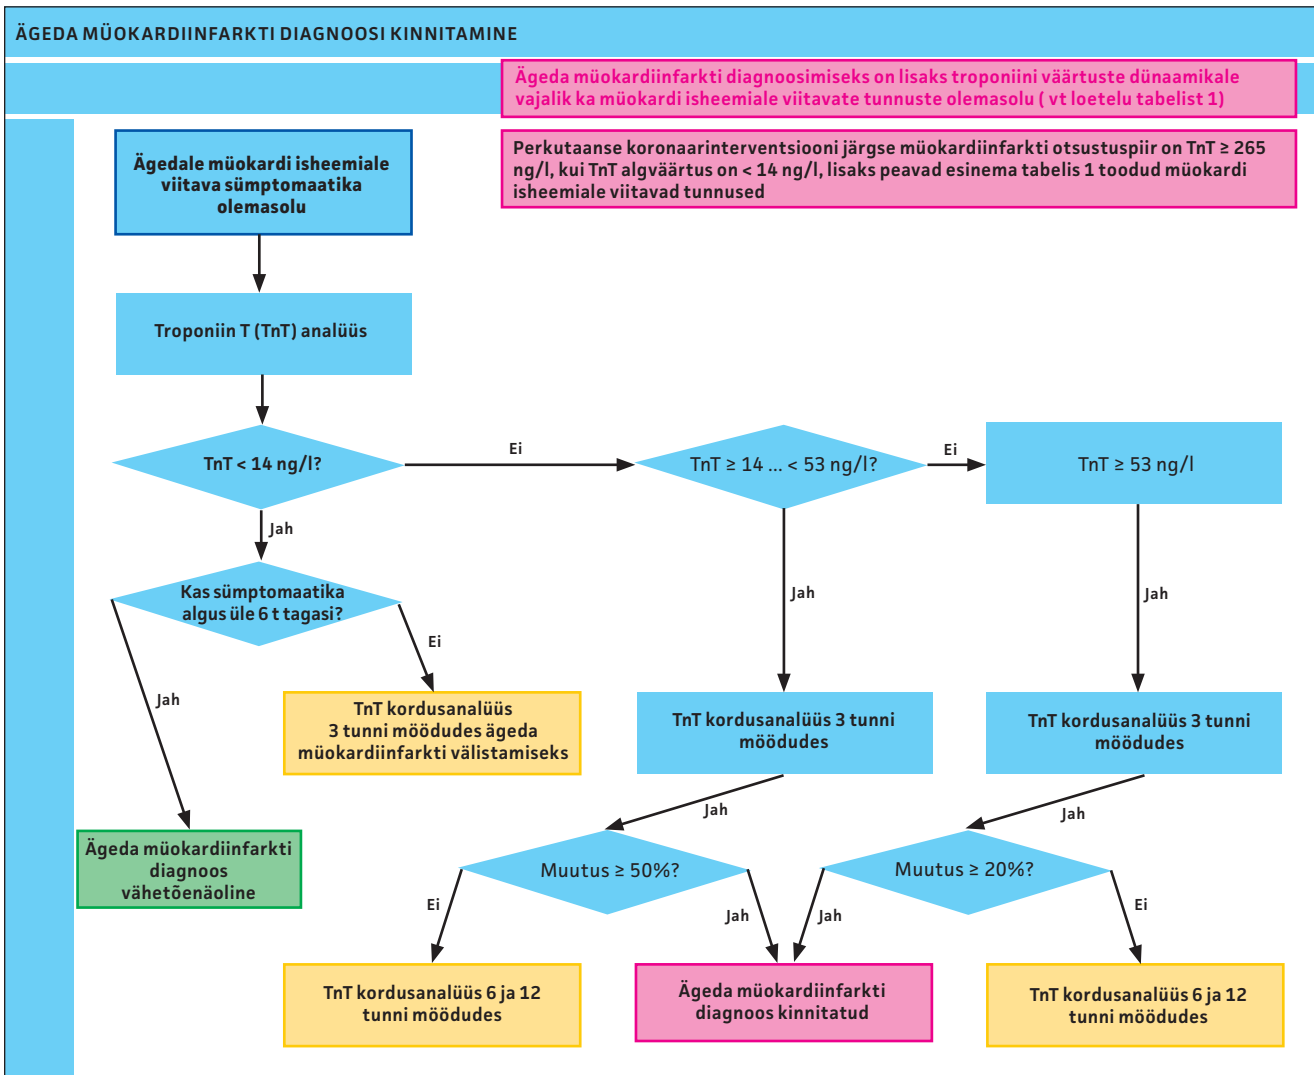 ÄGEDA MÜOKARDIINFARKTI DIAGNOOSI KINNITAMINE
Ägeda müokardiinfarkti diagnoosimiseks on lisaks troponiini väärtuste dünaamikale
vajalik ka müokardi isheemiale viitavate tunnuste olemasolu ( vt loetelu tabelist 1)
Perkutaanse koronaarinterventsiooni järgse müokardiinfarkti otsustuspiir on TnT ≥ 265
ng/l, kui TnT algväärtus on < 14 ng/l, lisaks peavad esinema tabelis 1 toodud müokardi
isheemiale viitavad tunnused
Ägedale müokardi isheemiale
viitava sümptomaatika
olemasolu
Troponiin T (TnT) analüüs
TnT < 14 ng/l?
Ei
TnT ≥ 14 ... < 53 ng/l?
Ei
TnT ≥ 53 ng/l
Jah
Kas sümptomaatika
algus üle 6 t tagasi?
Jah
Jah
Ei
Jah
TnT kordusanalüüs
3 tunni möödudes ägeda
müokardiinfarkti välistamiseks
TnT kordusanalüüs 3 tunni
möödudes
TnT kordusanalüüs 3 tunni
möödudes
Jah
Jah
Ägeda müokardiinfarkti
diagnoos
vähetõenäoline
Muutus ≥ 50%?
Muutus ≥ 20%?
Ei
Jah
Jah
Ei
TnT kordusanalüüs 6 ja 12
tunni möödudes
Ägeda müokardiinfarkti
diagnoos kinnitatud
TnT kordusanalüüs 6 ja 12
tunni möödudes